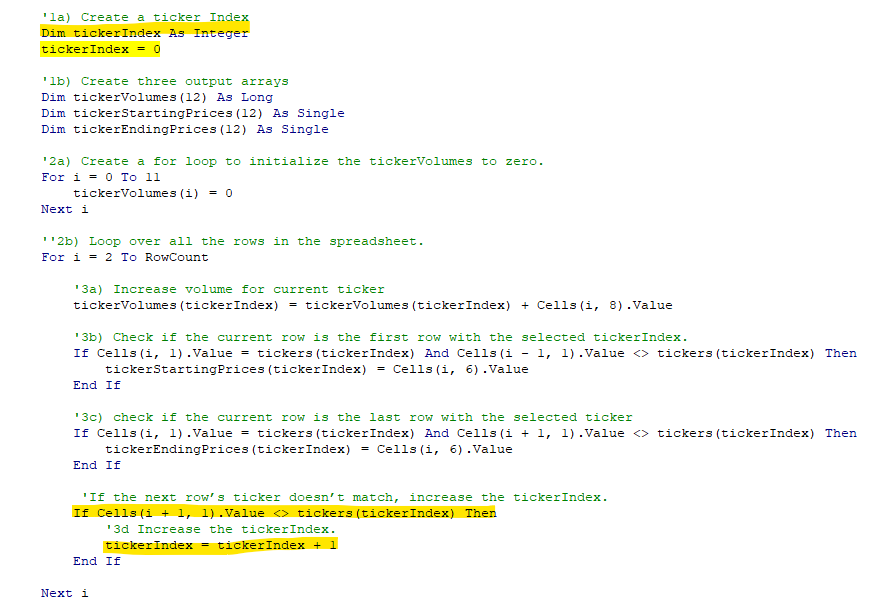 '1a) Create a ticker Index
Dim tickerIndex As Integer
tickerIndex = 0
'1b) Create three output arrays
Dim tickerVolumes(12) As Long
Dim tickerStartingPrices(12) As Single
Dim tickerEndingPrices(12) As Single
'2a) Create a for loop to initialize the tickerVolumes to zero.
For i = 0 To 11
tickerVolumes(i) = 0
Next i
''2b) Loop over all the rows in the spreadsheet.
For i = 2 To RowCount
'3a) Increase volume for current ticker
tickerVolumes(tickerIndex) = tickerVolumes(tickerIndex) + Cells(i, 8).Value
'3b) Check if the current row is the first row with the selected tickerIndex.
If Cells(i, 1).Value = tickers(tickerIndex) And Cells(i - 1, 1).Value <> tickers(tickerIndex) Then
tickerStartingPrices(tickerIndex) = Cells(i, 6).Value
End If
'3c) check if the current row is the last row with the selected ticker
If Cells(i, 1).Value = tickers(tickerIndex) And Cells(i + 1, 1).Value <> tickers(tickerIndex) Then
tickerEndingPrices(tickerIndex) = Cells(i, 6).Value
End If
'If the next row’s ticker doesn’t match, increase the tickerIndex.
If Cells(i + 1, 1).Value <> tickers(tickerIndex) Then
'3d Increase the tickerIndex.
tickerIndex = tickerIndex + 1
End If
Next i